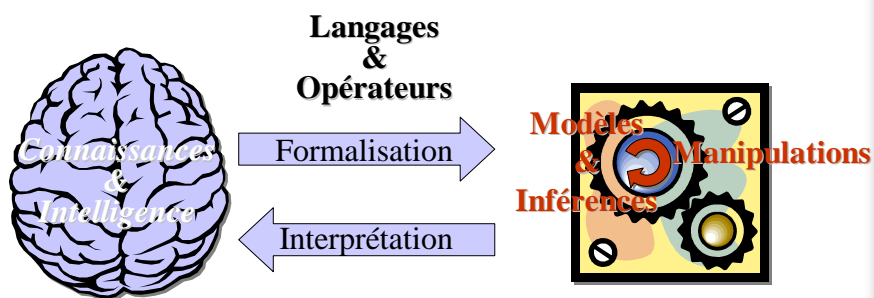 Langages
&
Opérateurs
Connaissances
&
Intelligence
Formalisation
Interprétation
Modèles
&
Inférences
Manipulations